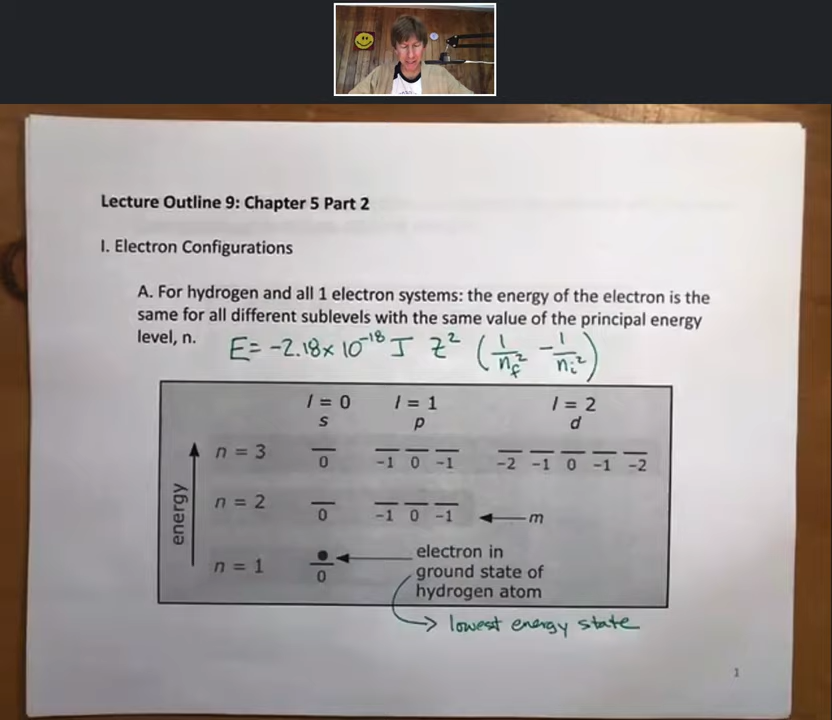 Lecture Outline 9: Chapter 5 Part 2
I. Electron Configurations
A. For hydrogen and all 1 electron systems: the energy of the electron is the
same for all different sublevels with the same value of the principal energy
level, n.
E= -2.18x 10^-18 J Z² (1/n_f² - 1/n_i²)
l = 0 l = 1 l = 2
s p d
n = 3
0 -1 0 -1 -2 -1 0 -1 -2
n = 2
0 -1 0 -1 m
n = 1
0
electron in
ground state of
hydrogen atom
energy
lowest energy state
1